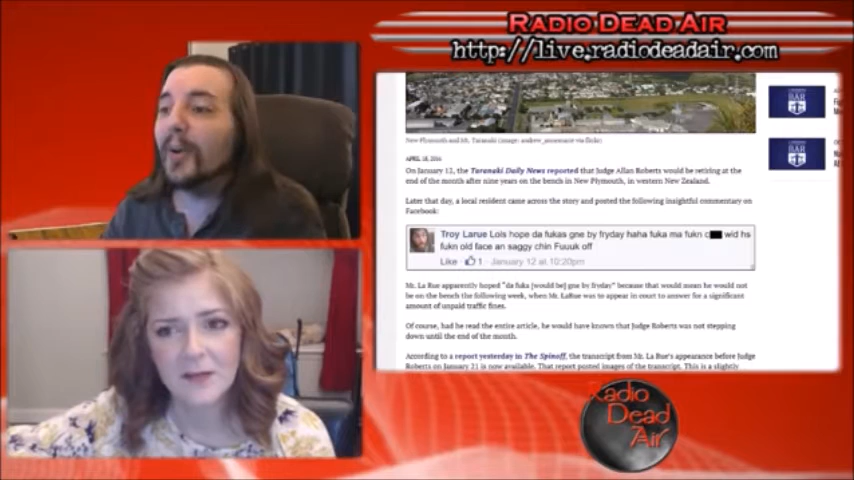 RADIO DEAD AIR
http://live.radiodeadair.com
APRIL 18, 2016
On January 12, the Taranaki Daily News reported that Judge Allan Roberts would be retiring at the
end of the month after nine years on the bench in New Plymouth, in western New Zealand.
Later that day, a local resident came across the story and posted the following insightful commentary on
Facebook:
Troy Larue Lols hope da fukas gne by fryday haha fuka ma fukn c wid hs
fukn old face an saggy chin Fuuuk off
Like 1 January 12 at 10:20pm
Mr. La Rue apparently hoped "da fuka [would be] gne by fryday" because that would mean he would not
be on the bench the following week, when Mr. LaRue was to appear in court to answer for a significant
amount of unpaid traffic fines.
Of course, had he read the entire article, he would have known that Judge Roberts was not stepping
down until the end of the month.
According to a report yesterday in The Spinoff, the transcript from Mr. La Rue's appearance before Judge
Roberts on January 21 is now available. That report posted images of the transcript. This is a slightly
BAR
BAR
Radio
Dead
Air